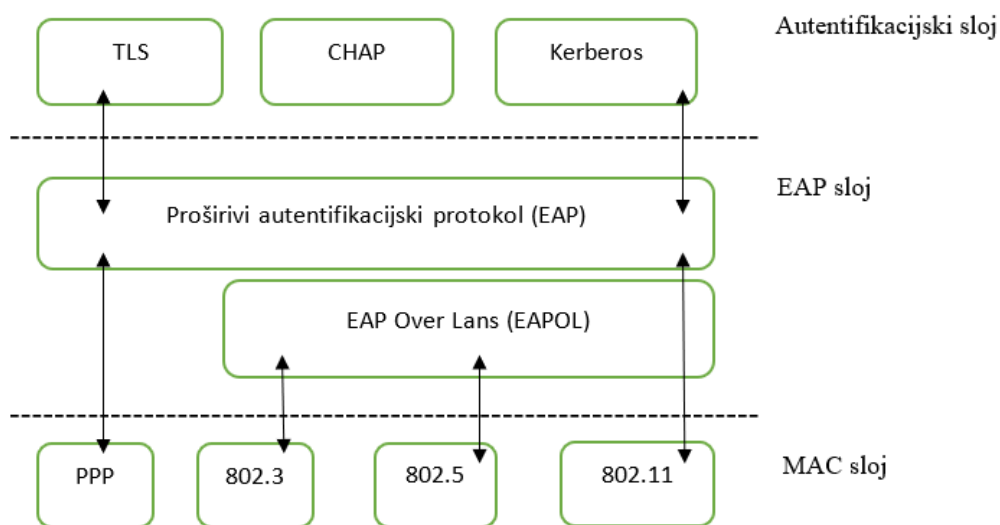 Autentifikacijski sloj
TLS
CHAP
Kerberos
EAP sloj
Proširivi autentifikacijski protokol (EAP)
EAP Over Lans (EAPOL)
MAC sloj
PPP
802.3
802.5
802.11